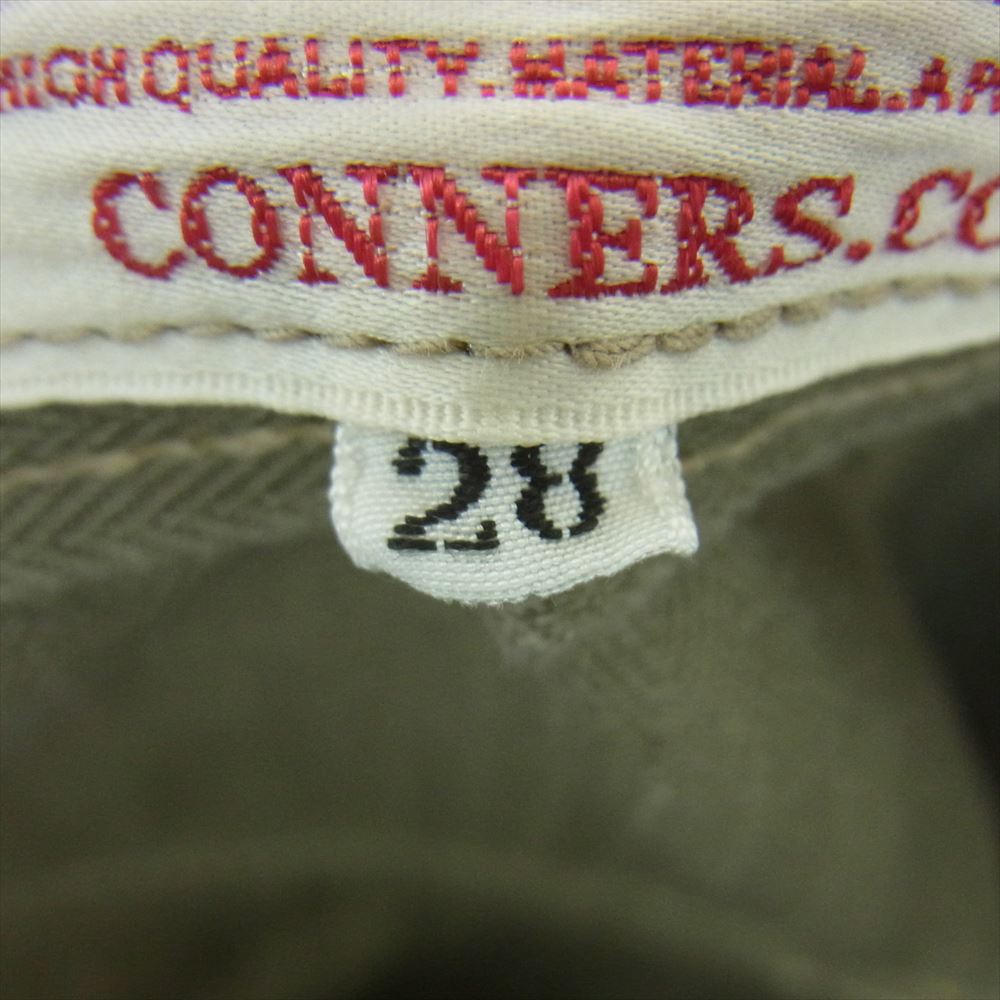 HIGH QUALITY. MATERIAL. A
CONNERS. CO
28